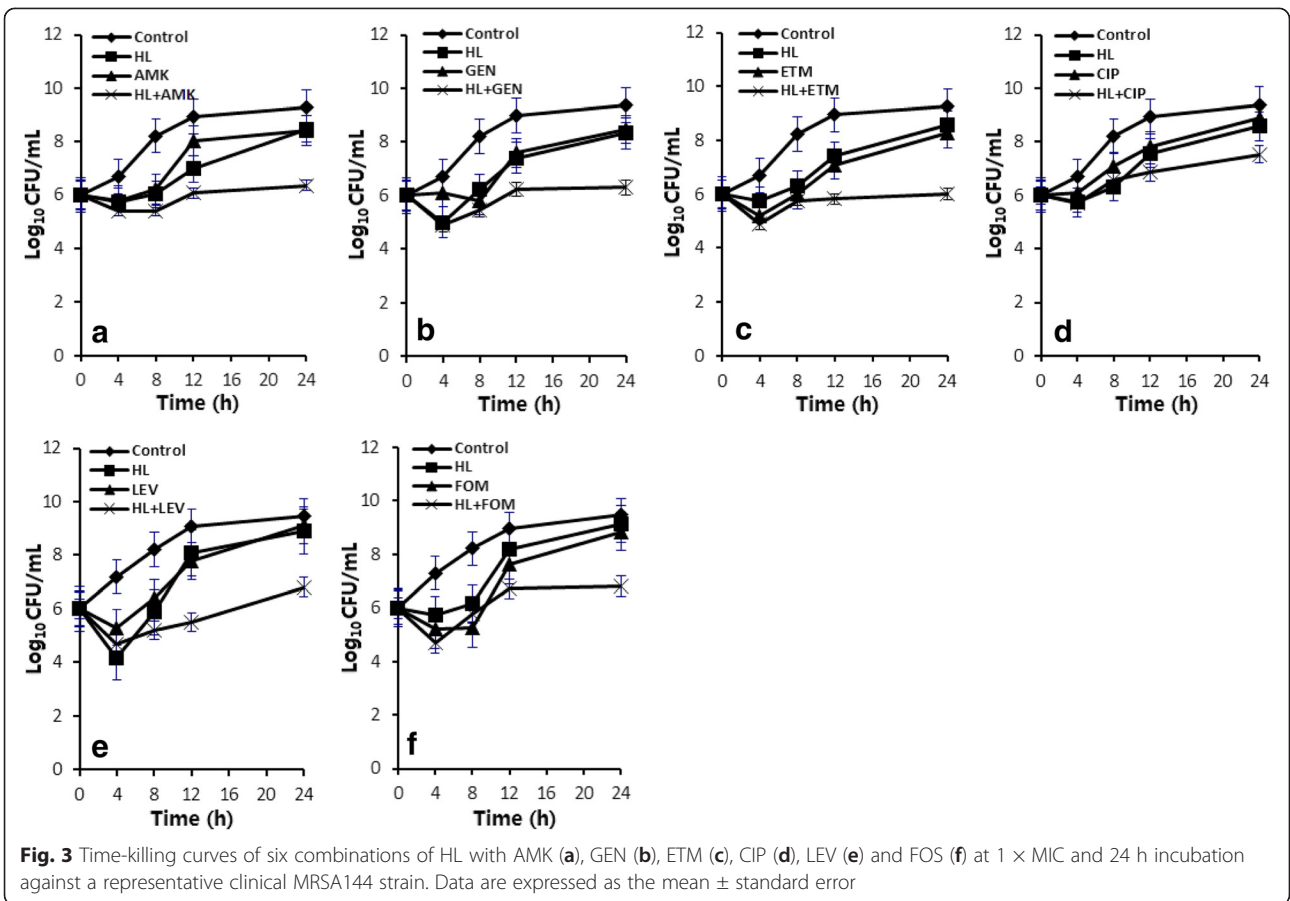 12
10
8
6
4
2
0
Log10CFU/mL
Control
HL
AMK
HL+AMK
a
0 4 8 12 16 20 24
Time (h)
12
10
8
6
4
2
0
Log10CFU/mL
Control
HL
GEN
HL+GEN
b
0 4 8 12 16 20 24
Time (h)
12
10
8
6
4
2
0
Log10CFU/mL
Control
HL
ETM
HL+ETM
c
0 4 8 12 16 20 24
Time (h)
12
10
8
6
4
2
0
Log10CFU/mL
Control
HL
CIP
HL+CIP
d
0 4 8 12 16 20 24
Time (h)
12
10
8
6
4
2
0
Log10CFU/mL
Control
HL
LEV
HL+LEV
e
0 4 8 12 16 20 24
Time (h)
12
10
8
6
4
2
0
Log10CFU/mL
Control
HL
FOM
HL+FOM
f
0 4 8 12 16 20 24
Time (h)
Fig. 3 Time-killing curves of six combinations of HL with AMK (a), GEN (b), ETM (c), CIP (d), LEV (e) and FOS (f) at 1 × MIC and 24 h incubation
against a representative clinical MRSA144 strain. Data are expressed as the mean ± standard error